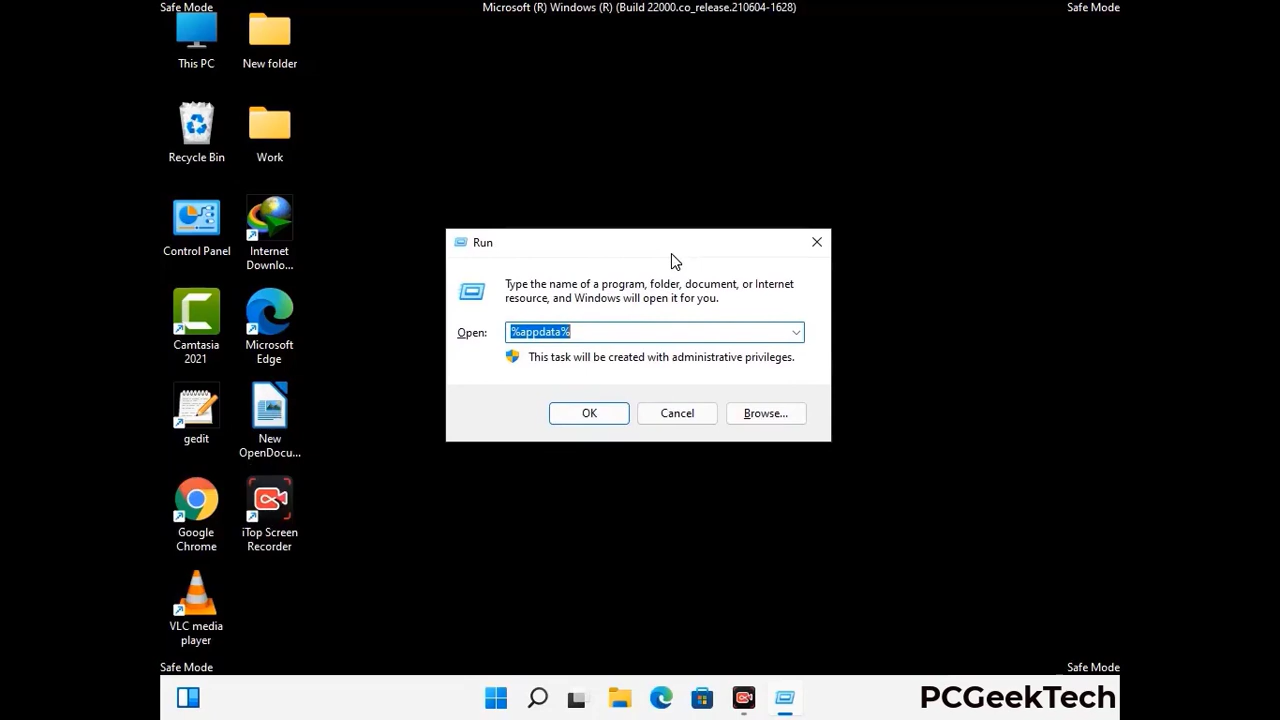 Safe Mode
Microsoft (R) Windows (R) (Build 22000.co_release.210604-1628)
Safe Mode
This PC
New folder
Recycle Bin
Work
Control Panel
Internet
Downlo...
Camtasia
2021
Microsoft
Edge
gedit
New
OpenDocu...
Google
Chrome
iTop Screen
Recorder
VLC media
player
Run
Type the name of a program, folder, document, or Internet
resource, and Windows will open it for you.
Open:
%appdata%
This task will be created with administrative privileges.
OK
Cancel
Browse...
Safe Mode
Safe Mode
PCGeekTech